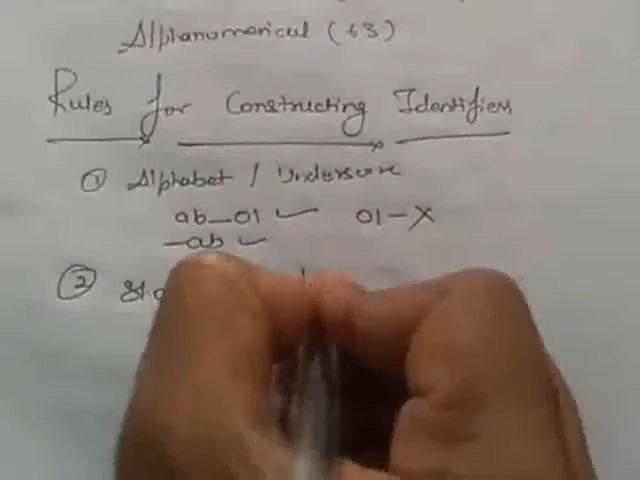 Alphanumerical (63)
Rules for Constructing Identifiers
① Alphabet / Underscore
ab_01 ✓ 01 - X
_ab ✓
②